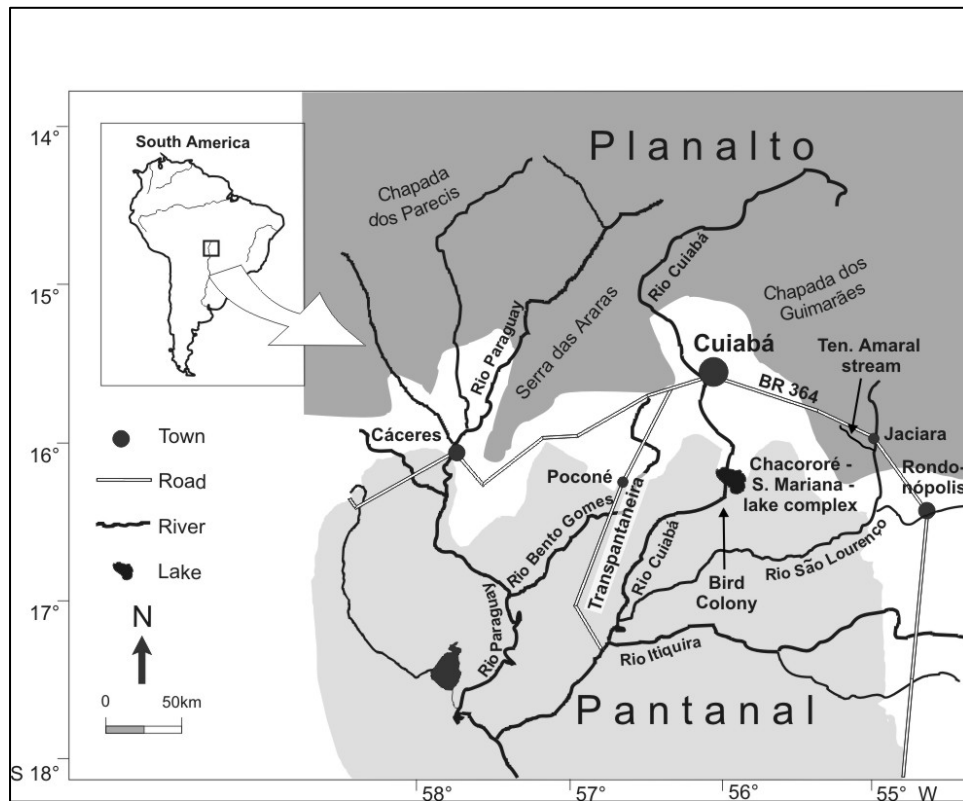 14°
15°
16°
17°
S 18°
58°
57°
56°
55°
W
South America
Town
Road
River
Lake
N
0
50km
Planalto
Chapada
dos Parecis
Rio Paraguay
Serra das Araras
Rio Cuiabá
Chapada dos
Guimarães
Cuiabá
BR 364
Ten. Amaral
stream
Jaciara
Rondo-
nópolis
Cáceres
Poconé
Transpantaneira
Rio Bento Gomes
Chacororé -
S. Mariana -
lake complex
Rio Cuiabá
Bird
Colony
Rio São Lourenço
Rio Paraguay
Rio Itiquira
Pantanal